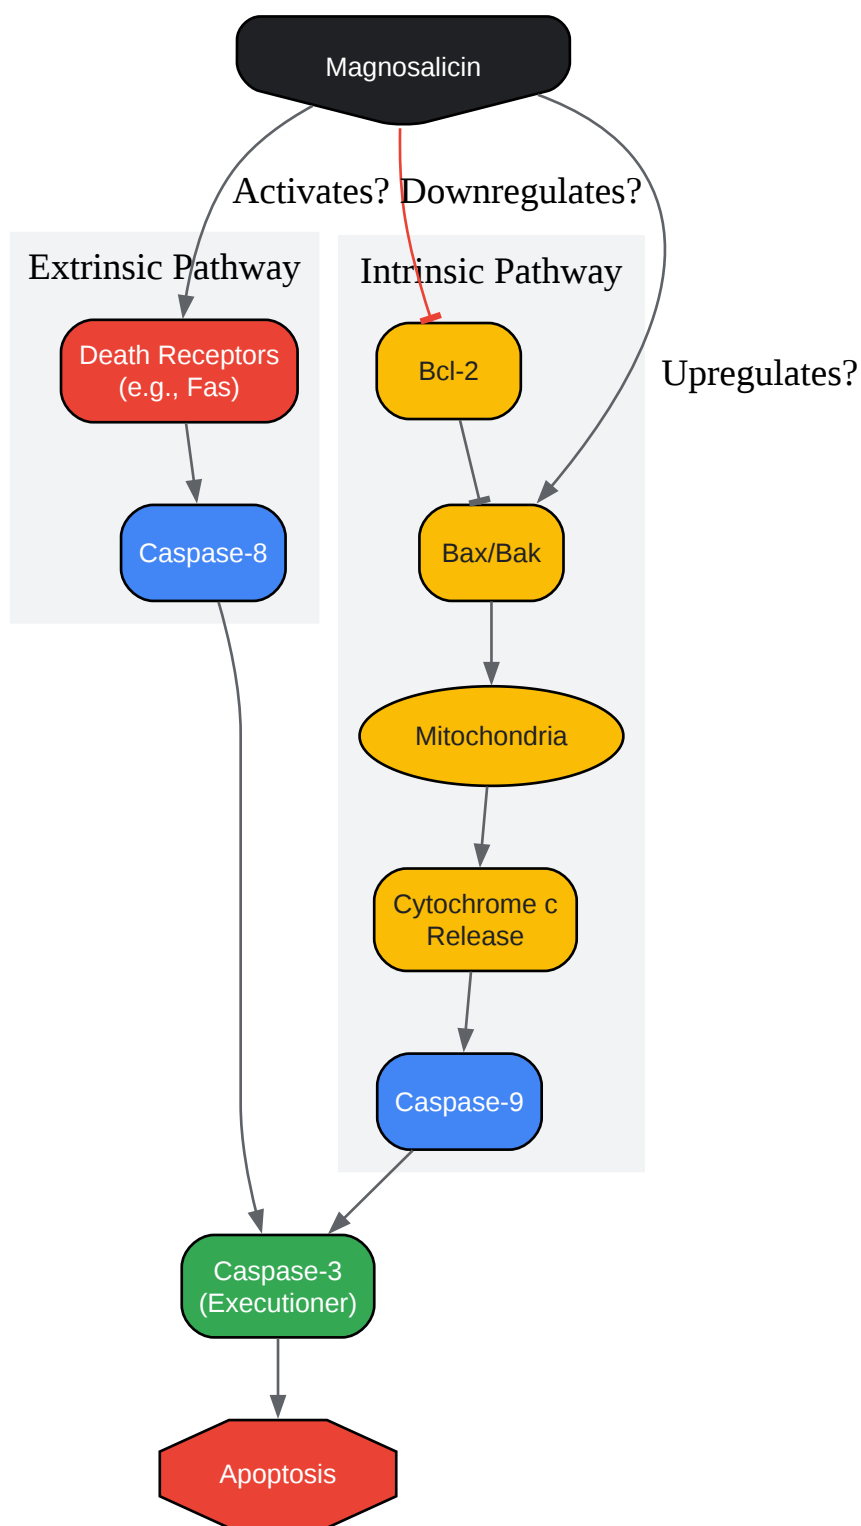 Magnosalicin
Activates? Downregulates?
Extrinsic Pathway
Intrinsic Pathway
Death Receptors
(e.g., Fas)
Bcl-2
Upregulates?
Caspase-8
Bax/Bak
Mitochondria
Cytochrome c
Release
Caspase-9
Caspase-3
(Executioner)
Apoptosis